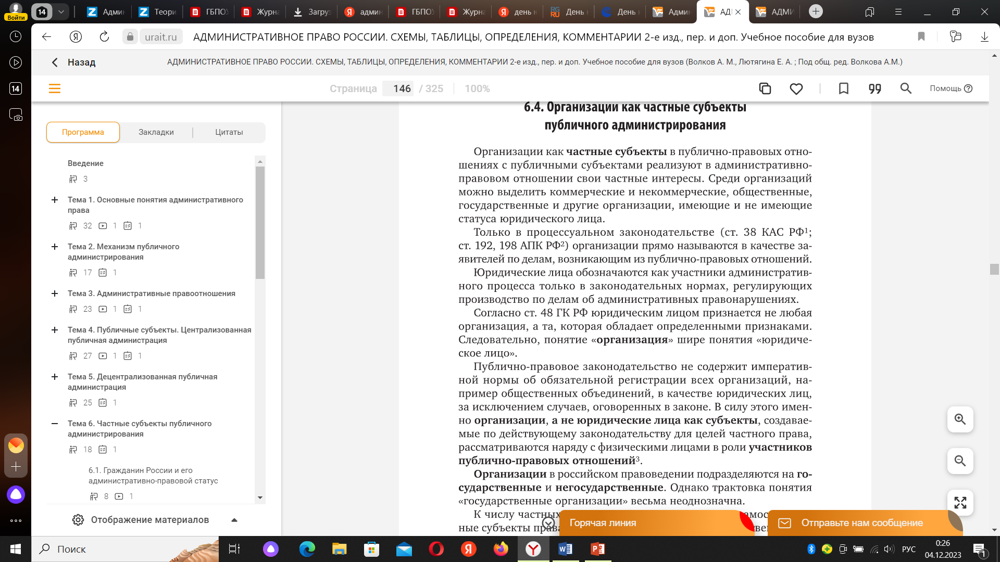 Войти
14
Админ
Теори
ГБПОУ
Журна
Загруз
админ
ГБПОУ
Журна
день н
RG
RU
День н
День н
Админ
АД
АДМИ
urait.ru
АДМИНИСТРАТИВНОЕ ПРАВО РОССИИ. СХЕМЫ, ТАБЛИЦЫ, ОПРЕДЕЛЕНИЯ, КОММЕНТАРИИ 2-е изд., пер. и доп. Учебное пособие для вузов
14
Назад
АДМИНИСТРАТИВНОЕ ПРАВО РОССИИ. СХЕМЫ, ТАБЛИЦЫ, ОПРЕДЕЛЕНИЯ, КОММЕНТАРИИ 2-е изд., пер. и доп. Учебное пособие для вузов (Волков А. М., Лютягина Е. А. ; Под общ. ред. Волкова А.М.)
Страница 146 / 325 100%
Помощь
Программа
Закладки
Цитаты
Введение
3
Тема 1. Основные понятия административного
права
32 1 1
Тема 2. Механизм публичного
администрирования
17 1
Тема 3. Административные правоотношения
23 1 1
Тема 4. Публичные субъекты. Централизованная
публичная администрация
27 1 1
Тема 5. Децентрализованная публичная
администрация
25 1
Тема 6. Частные субъекты публичного
администрирования
18 1
6.1. Гражданин России и его
административно-правовой статус
8 1
Отображение материалов
6.4. Организации как частные субъекты
публичного администрирования
Организации как частные субъекты в публично-правовых отно-
шениях с публичными субъектами реализуют в административно-
правовом отношении свои частные интересы. Среди организаций
можно выделить коммерческие и некоммерческие, общественные,
государственные и другие организации, имеющие и не имеющие
статуса юридического лица.
Только в процессуальном законодательстве (ст. 38 КАС РФ1;
ст. 192, 198 АПК РФ2) организации прямо называются в качестве за-
явителей по делам, возникающим из публично-правовых отношений.
Юридические лица обозначаются как участники административ-
ного процесса только в законодательных нормах, регулирующих
производство по делам об административных правонарушениях.
Согласно ст. 48 ГК РФ юридическим лицом признается не любая
организация, а та, которая обладает определенными признаками.
Следовательно, понятие «организация» шире понятия «юридиче-
ское лицо».
Публично-правовое законодательство не содержит императив-
ной нормы об обязательной регистрации всех организаций, на-
пример общественных объединений, в качестве юридических лиц,
за исключением случаев, оговоренных в законе. В силу этого имен-
но организации, а не юридические лица как субъекты, создавае-
мые по действующему законодательству для целей частного права,
рассматриваются наряду с физическими лицами в роли участников
публично-правовых отношений3.
Организации в российском правоведении подразделяются на го-
сударственные и негосударственные. Однако трактовка понятия
«государственные организации» весьма неоднозначна.
К числу частных
ные субъекты
Горячая линия
Отправьте нам сообщение
Поиск
РУС
0:26
04.12.2023
1